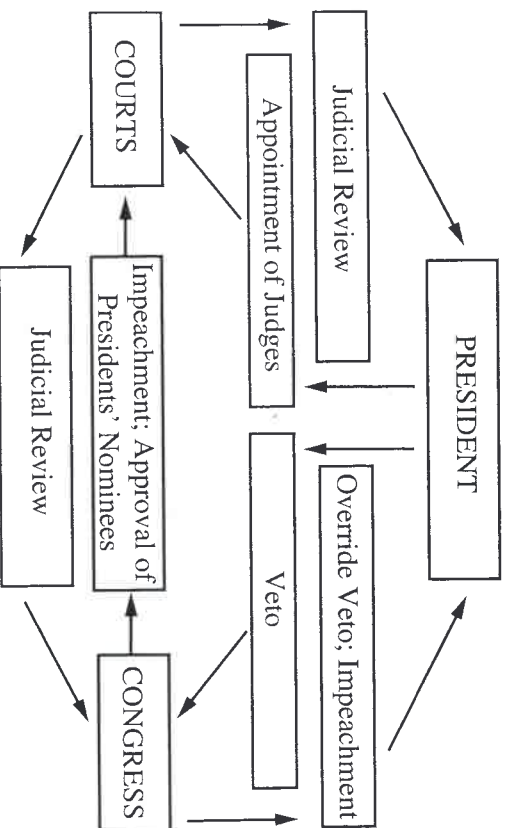 PRESIDENT
Judicial Review
Override Veto; Impeachment
Appointment of Judges
Veto
COURTS
Impeachment; Approval of
Presidents' Nominees
CONGRESS
Judicial Review